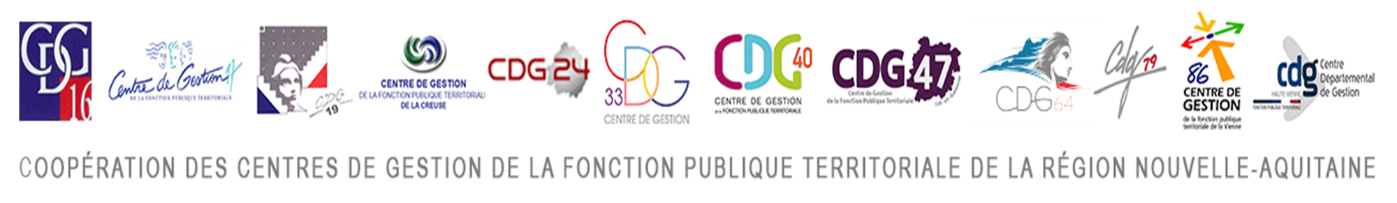 CDG
16
Centre de Gestion 17
DE LA FONCTION PUBLIQUE TERRITORIALE
CDG
19
CENTRE DE GESTION
DE LA FONCTION PUBLIQUE TERRITORIALE
DE LA CREUSE
CDG 24
CDG
33
CENTRE DE GESTION
CDG 40
CENTRE DE GESTION
DE LA FONCTION PUBLIQUE TERRITORIALE
CDG 47
Centre de Gestion
de la Fonction Publique Territoriale
CDG 64
Cdg 79
86
CENTRE DE
GESTION
de la fonction publique
territoriale de la Vienne
cdg
Centre
Départemental
de Gestion
HAUTE VIENNE
FONCTION PUBLIQUE TERRITORIALE
COOPÉRATION DES CENTRES DE GESTION DE LA FONCTION PUBLIQUE TERRITORIALE DE LA RÉGION NOUVELLE-AQUITAINE